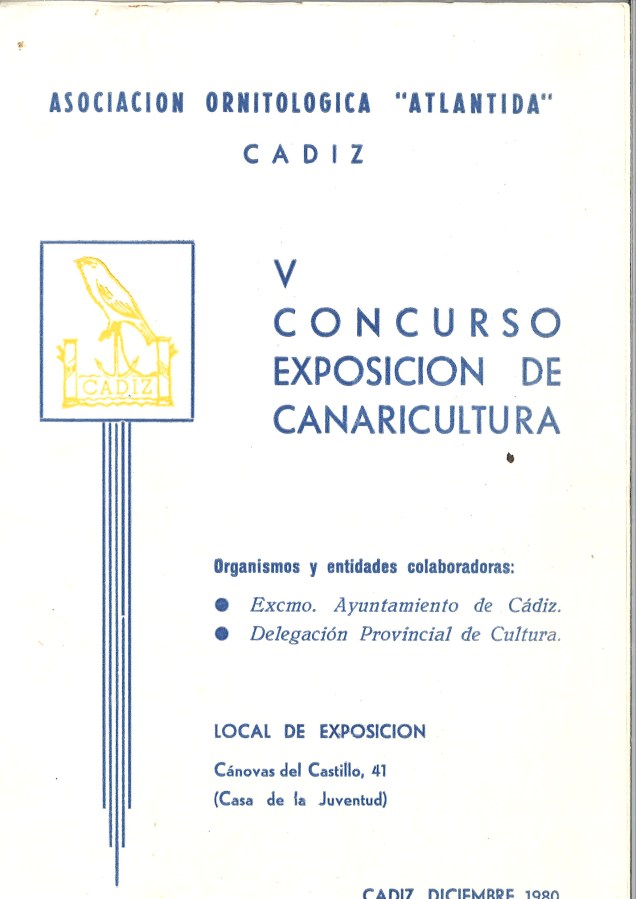 ASOCIACION ORNITOLOGICA "ATLANTIDA"
CADIZ
CADIZ
V
CONCURSO
EXPOSICION DE
CANARICULTURA
Organismos y entidades colaboradoras:
● Excmo. Ayuntamiento de Cádiz.
● Delegación Provincial de Cultura.
LOCAL DE EXPOSICION
Cánovas del Castillo, 41
(Casa de la Juventud)
CADIZ, DICIEMBRE 1980